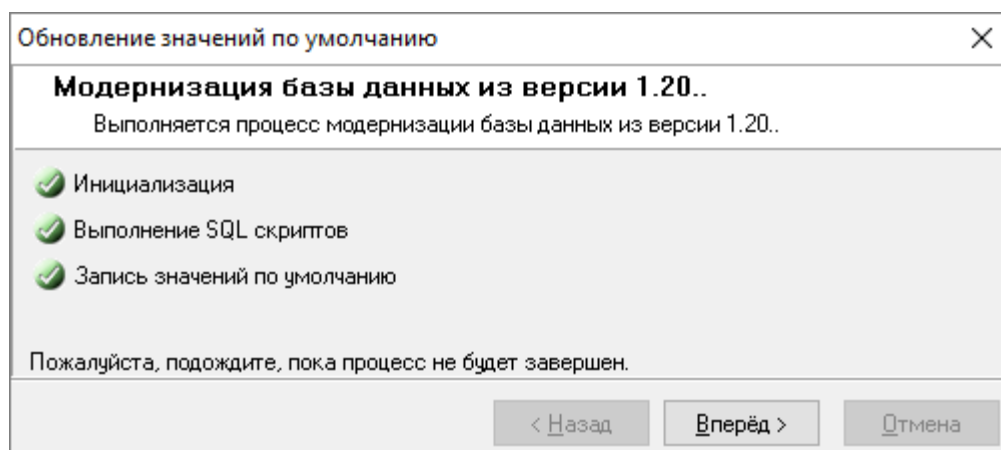 Обновление значений по умолчанию
Модернизация базы данных из версии 1.20..
Выполняется процесс модернизации базы данных из версии 1.20..
Инициализация
Выполнение SQL скриптов
Запись значений по умолчанию
Пожалуйста, подождите, пока процесс не будет завершен.
< Назад Вперёд > Отмена